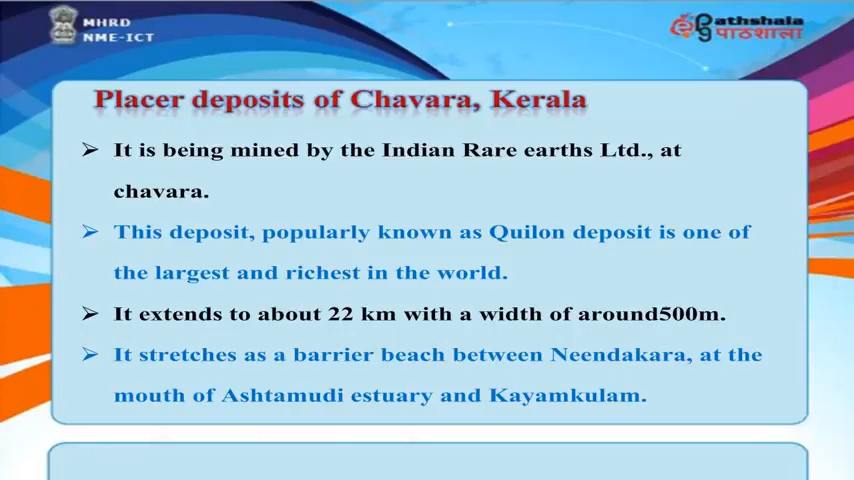 MHRD
NME-ICT
Pathshala
पाठशाला
Placer deposits of Chavara, Kerala
It is being mined by the Indian Rare earths Ltd., at
chavara.
This deposit, popularly known as Quilon deposit is one of
the largest and richest in the world.
It extends to about 22 km with a width of around500m.
It stretches as a barrier beach between Neendakara, at the
mouth of Ashtamudi estuary and Kayamkulam.